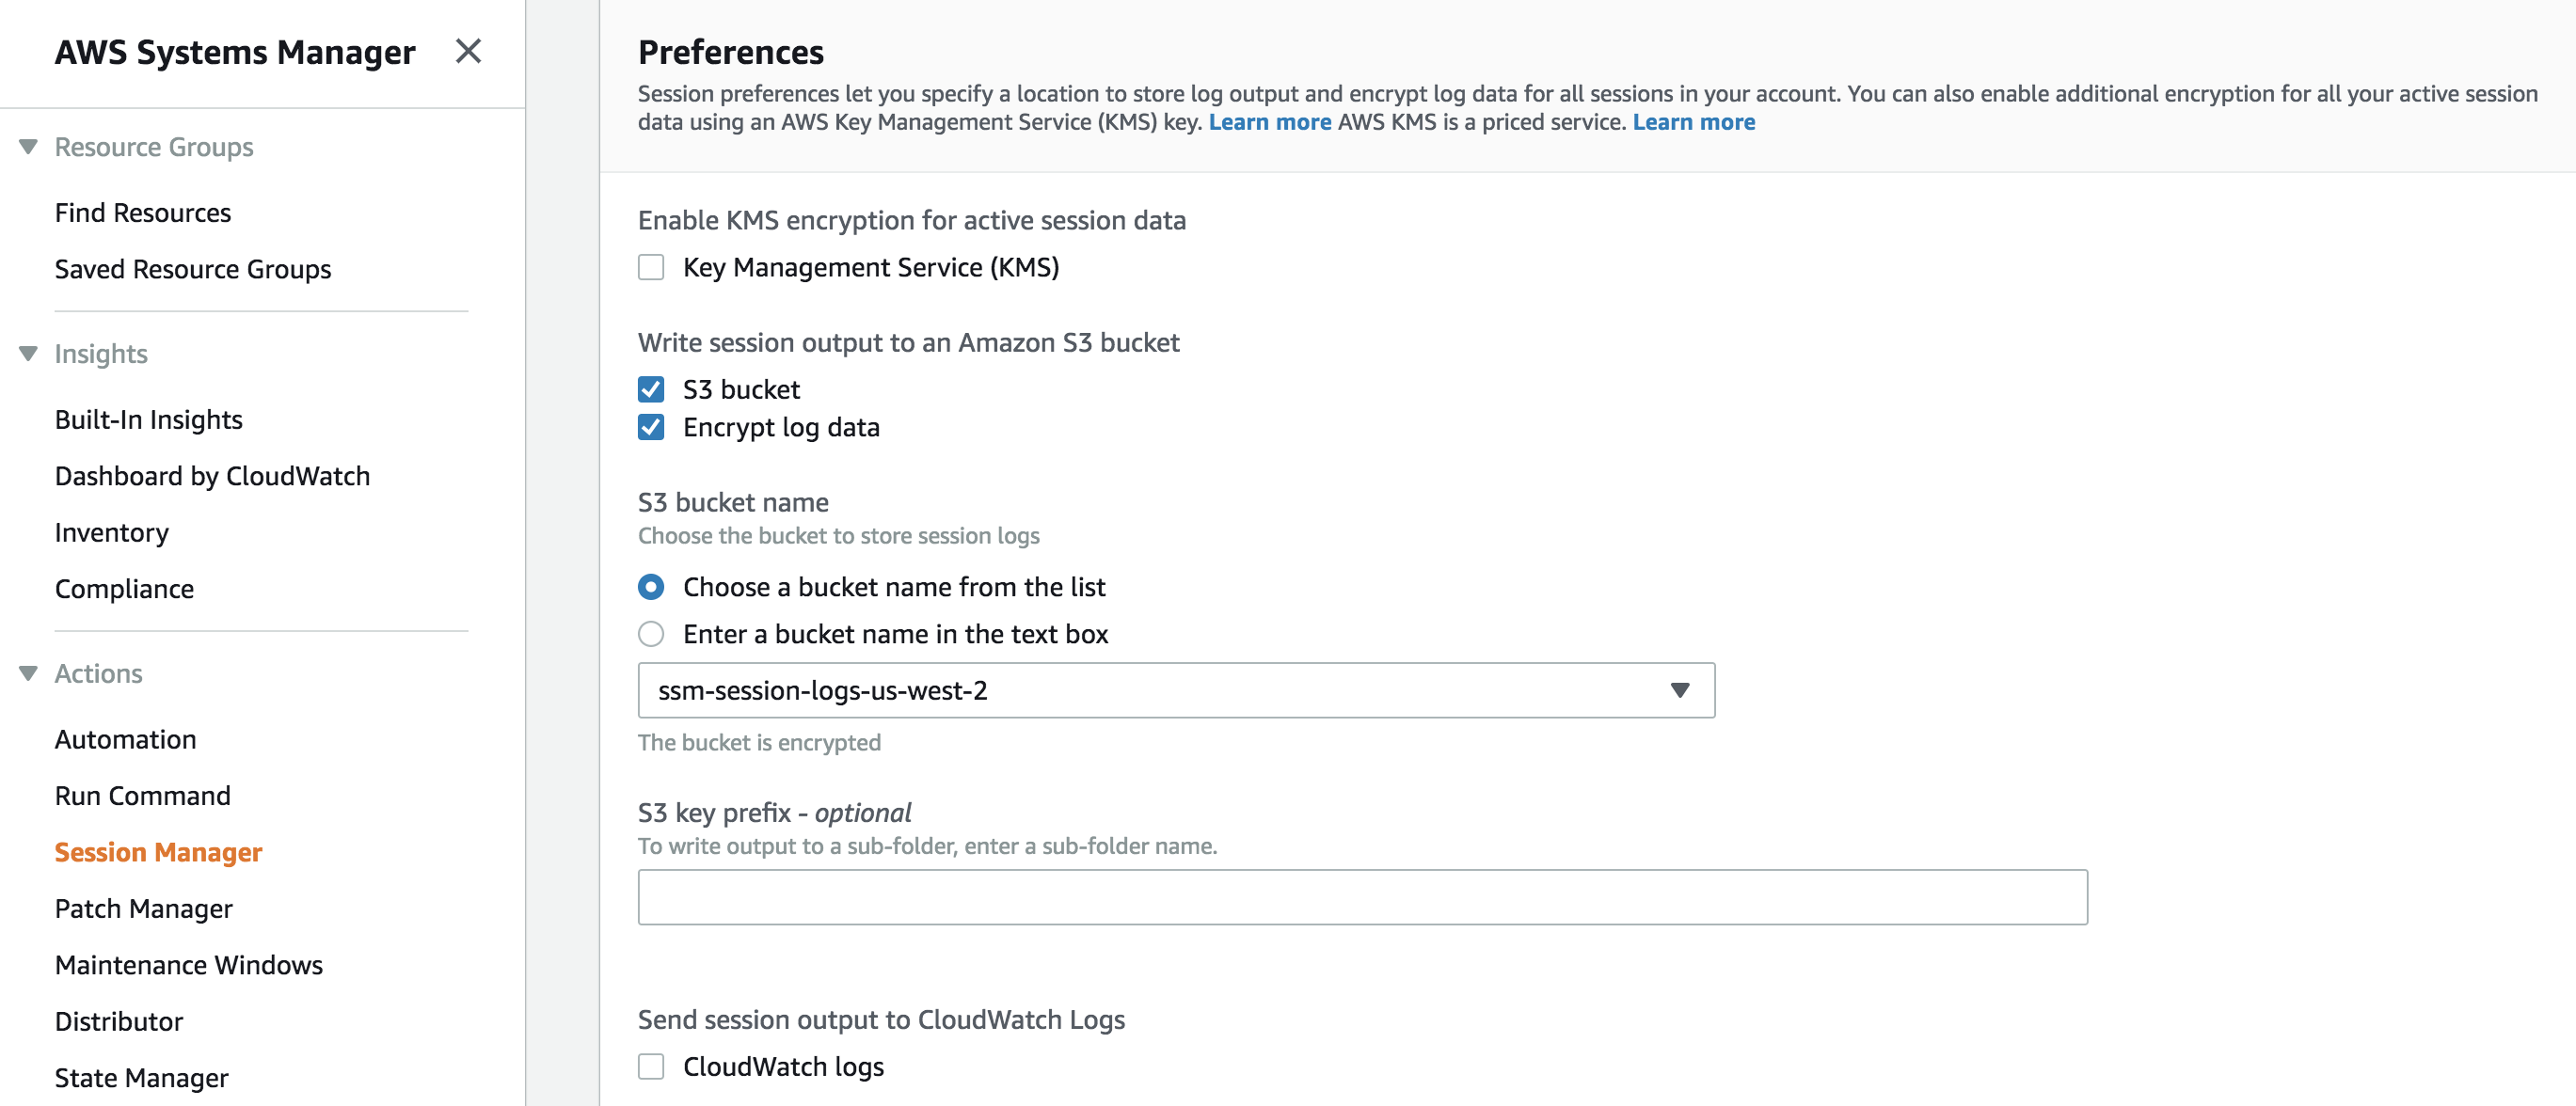 AWS Systems Manager
Resource Groups
Find Resources
Saved Resource Groups
Insights
Built-In Insights
Dashboard by CloudWatch
Inventory
Compliance
Actions
Automation
Run Command
Session Manager
Patch Manager
Maintenance Windows
Distributor
State Manager
Preferences
Session preferences let you specify a location to store log output and encrypt log data for all sessions in your account. You can also enable additional encryption for all your active session
data using an AWS Key Management Service (KMS) key. Learn more AWS KMS is a priced service. Learn more
Enable KMS encryption for active session data
Key Management Service (KMS)
Write session output to an Amazon S3 bucket
S3 bucket
Encrypt log data
S3 bucket name
Choose the bucket to store session logs
Choose a bucket name from the list
Enter a bucket name in the text box
ssm-session-logs-us-west-2
The bucket is encrypted
S3 key prefix - optional
To write output to a sub-folder, enter a sub-folder name.
Send session output to CloudWatch Logs
CloudWatch logs